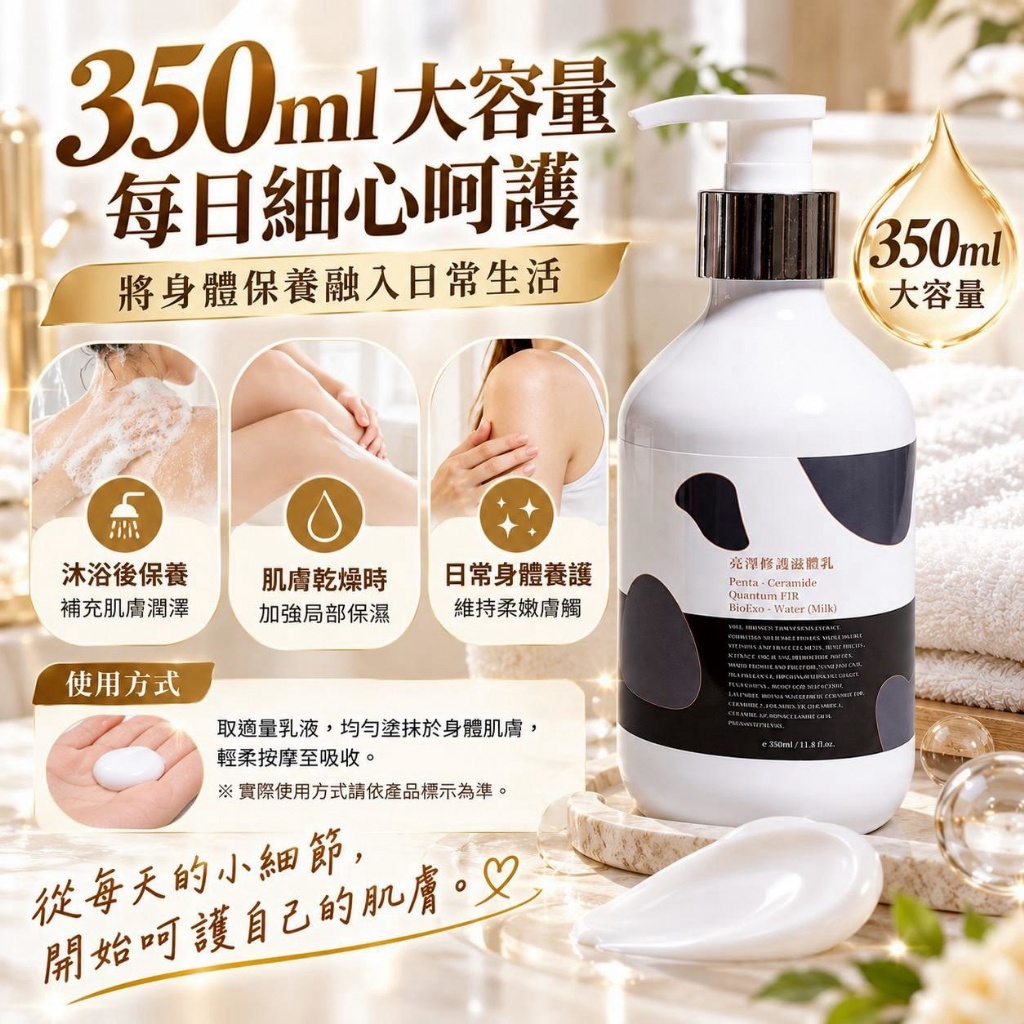 350ml 大容量
每日細心呵護
將身體保養融入日常生活
350ml
大容量
沐浴後保養
補充肌膚潤澤
肌膚乾燥時
加強局部保濕
日常身體養護
維持柔嫩膚觸
使用方式
取適量乳液，均勻塗抹於身體肌膚，
輕柔按摩至吸收。
※ 實際使用方式請依產品標示為準。
從每天的小細節，
開始呵護自己的肌膚。
亮澤修護滋體乳
Penta - Ceramide
Quantum FIR
BioExo - Water (Milk)
e 350ml / 11.8 fl.oz.